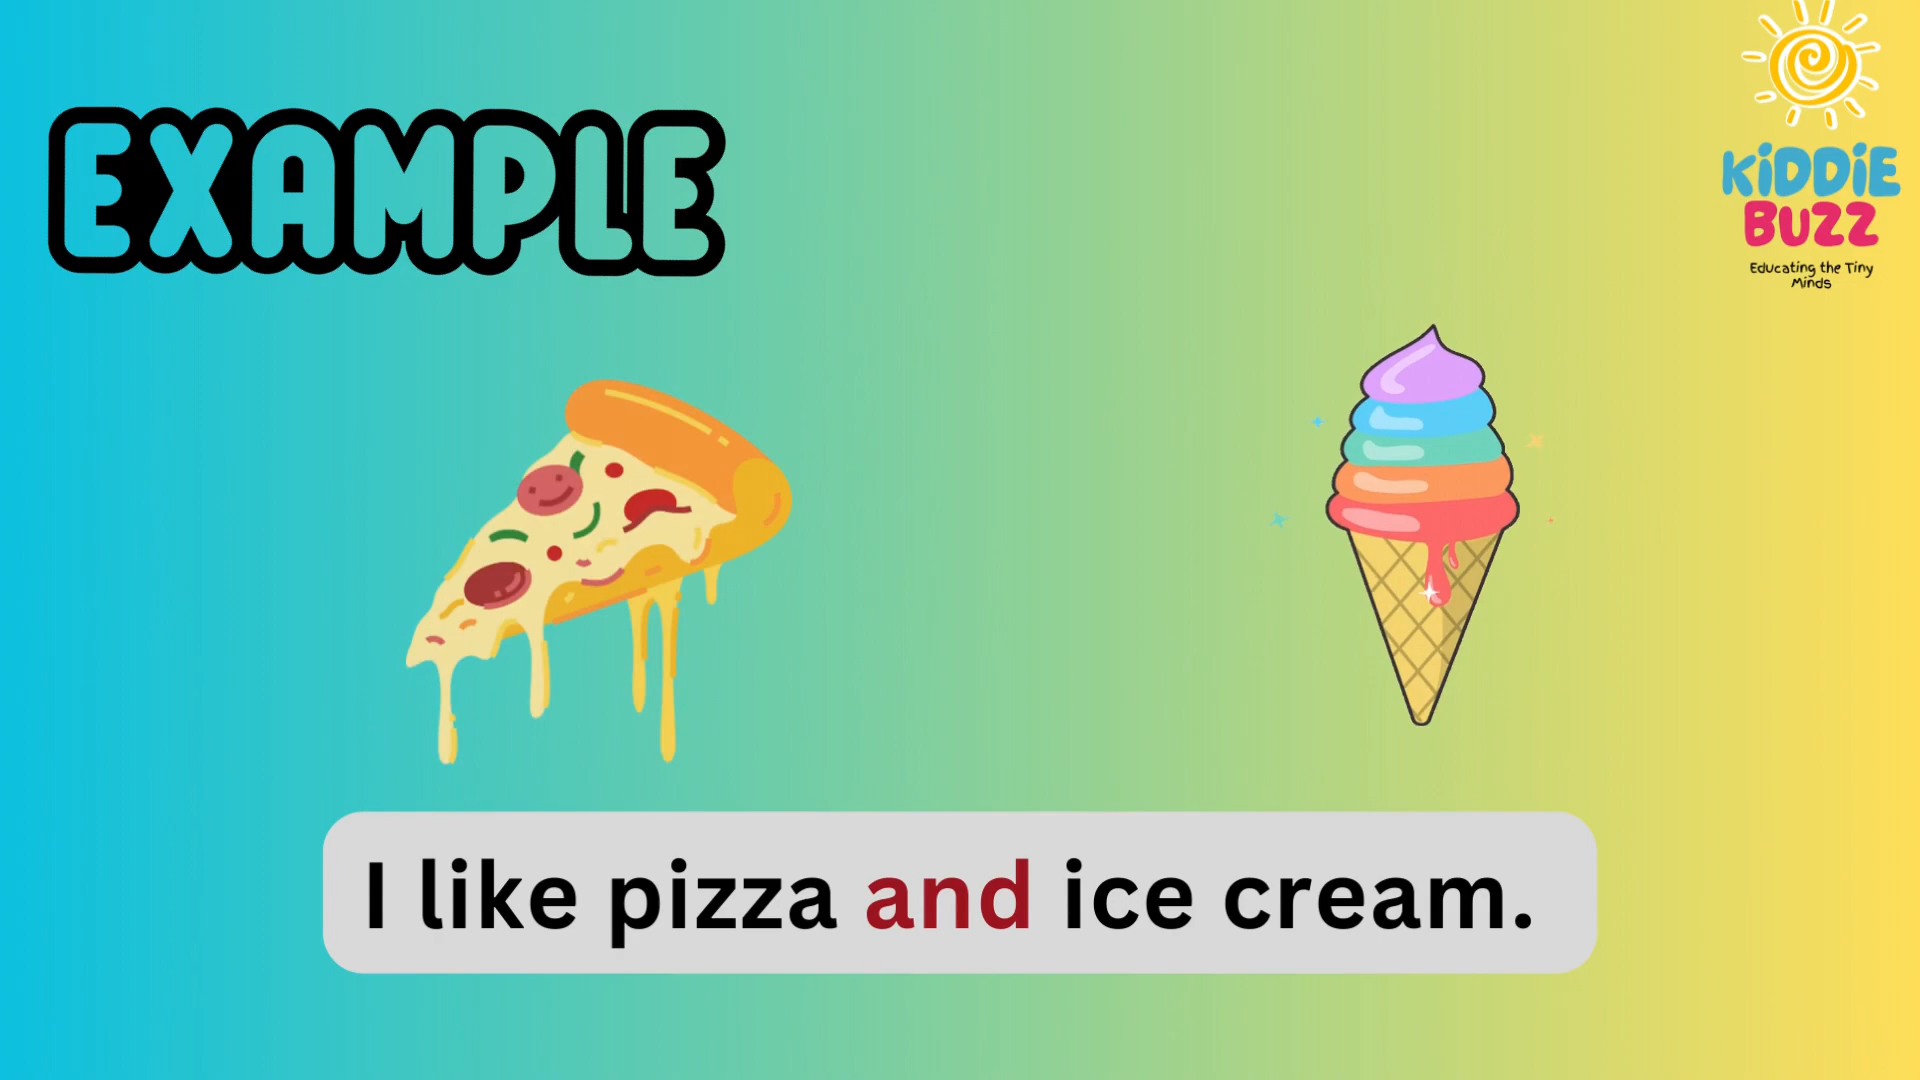 EXAMPLE
KiDDiE
BUZZ
Educating the Tiny
Minds
I like pizza and ice cream.